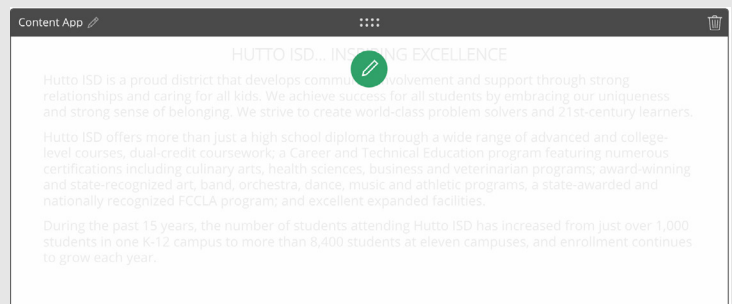 Content App
HUTTO ISD... INSPIRING EXCELLENCE
Hutto ISD is a proud district that develops commu volvement and support through strong
relationships and caring for all kids. We achieve success for all students by embracing our uniqueness
and strong sense of belonging. We strive to create world-class problem solvers and 21st-century learners.
Hutto ISD offers more than just a high school diploma through a wide range of advanced and college-
level courses, dual-credit coursework; a Career and Technical Education program featuring numerous
certifications including culinary arts, health sciences, business and veterinarian programs; award-winning
and state-recognized art, band, orchestra, dance, music and athletic programs, a state-awarded and
nationally recognized FCCLA program; and excellent expanded facilities.
During the past 15 years, the number of students attending Hutto ISD has increased from just over 1,000
students in one K-12 campus to more than 8,400 students at eleven campuses, and enrollment continues
to grow each year.